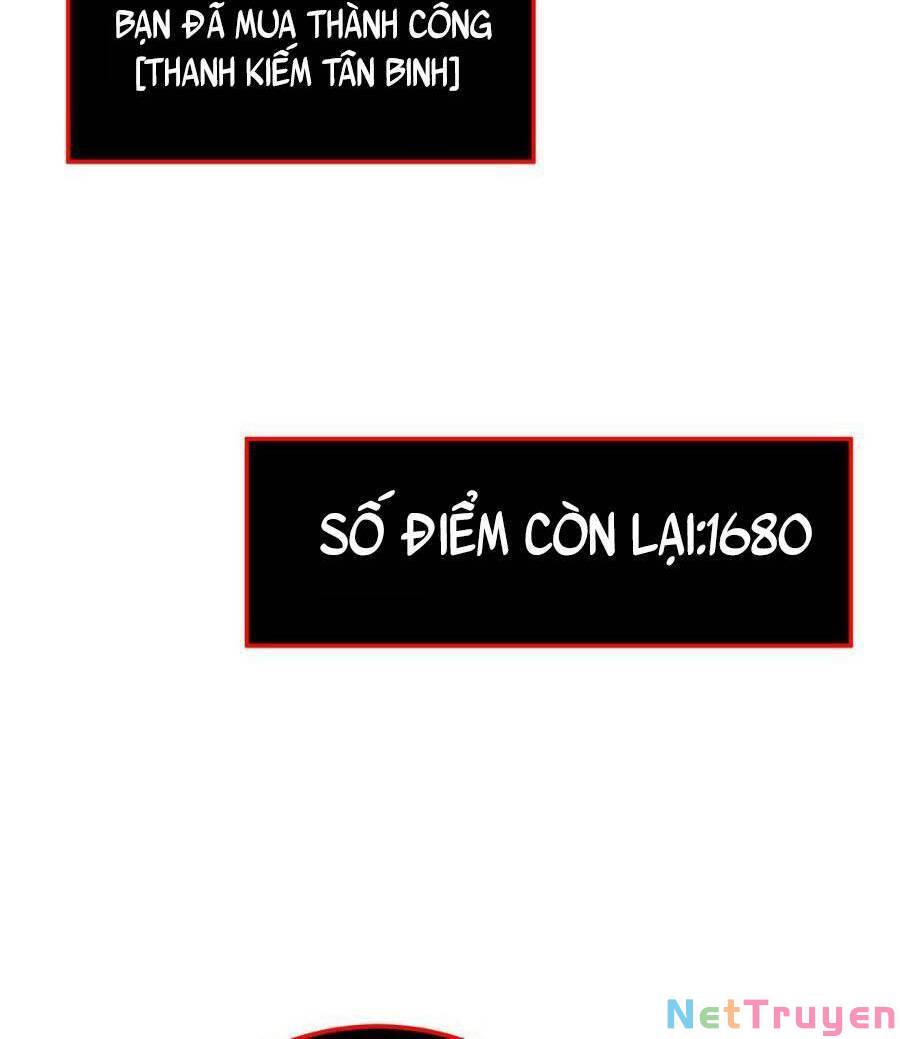 BẠN ĐÃ MUA THÀNH CÔNG
[THANH KIẾM TÂN BINH]
SỐ ĐIỂM CÒN LẠI:1680
NetTruyen